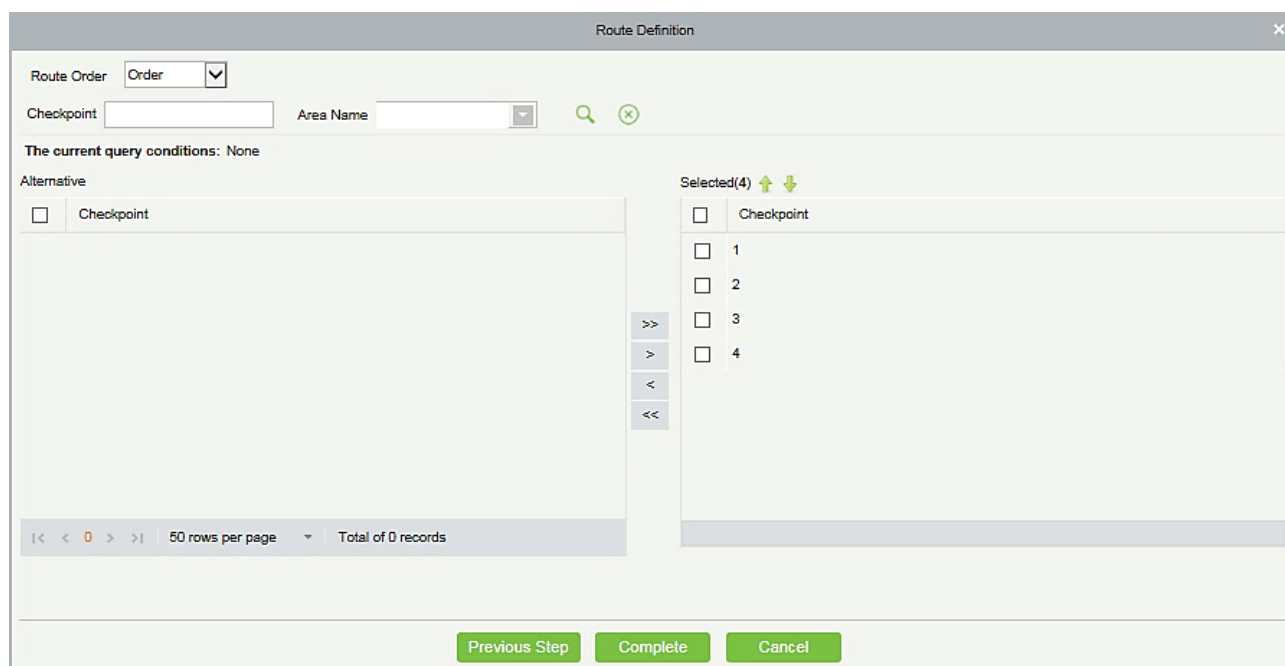 Route Definition
Route Order Order
Checkpoint Area Name
The current query conditions: None
Alternative
Selected(4)
Checkpoint
Checkpoint
1
2
3
4
>>
>
<
<<
|< < 0 > >| 50 rows per page Total of 0 records
Previous Step Complete Cancel